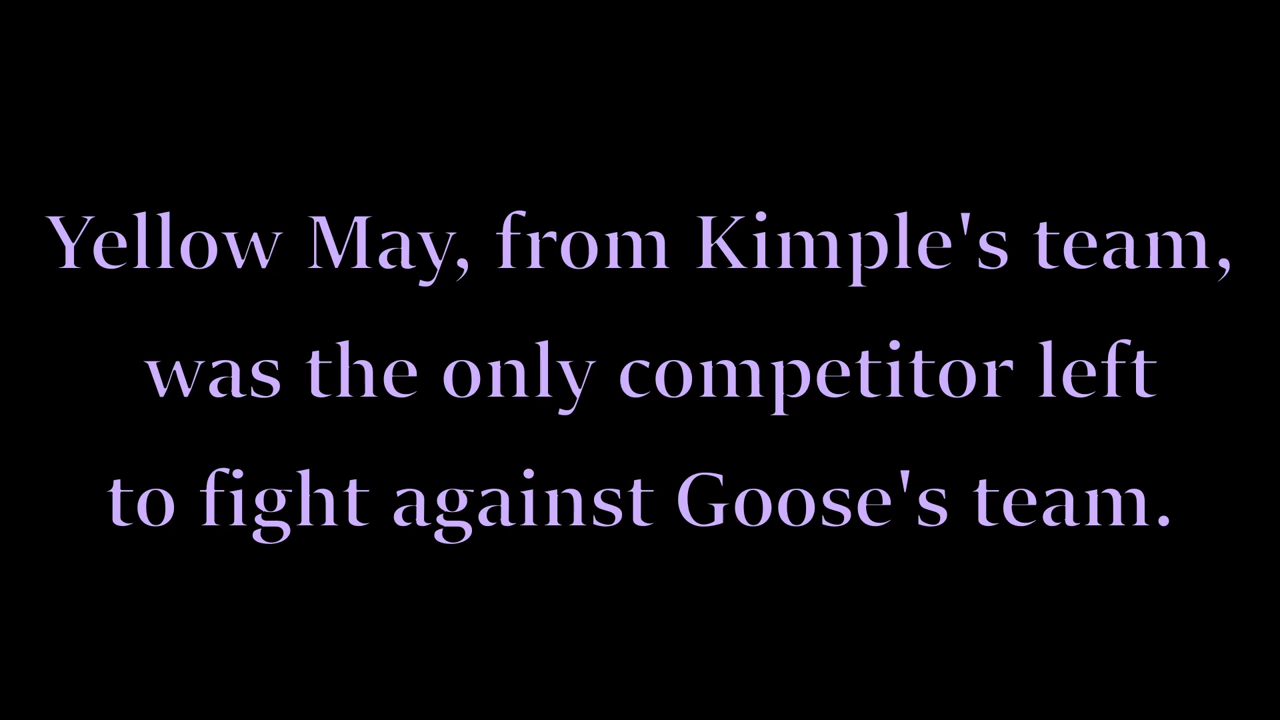 Yellow May, from Kimple's team,
was the only competitor left
to fight against Goose's team.